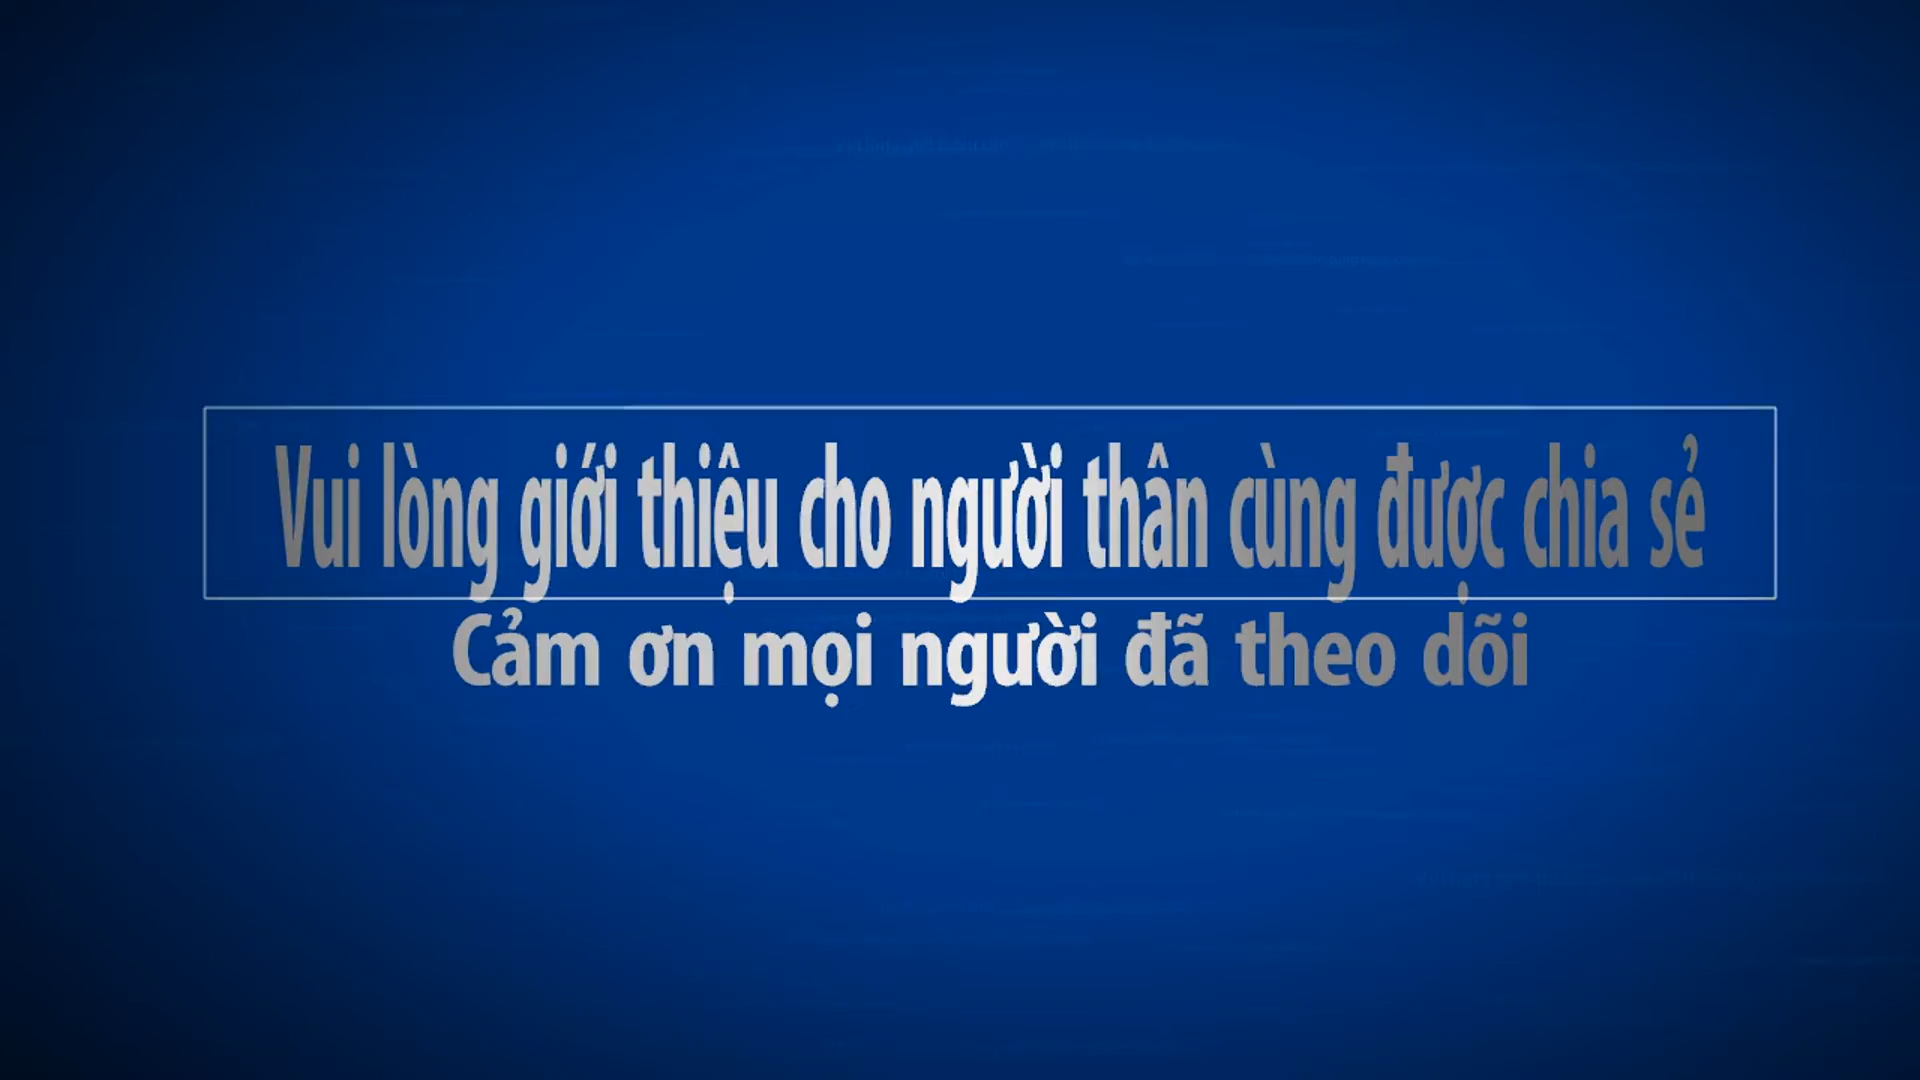 Vui lòng giới thiệu cho người thân cùng được chia sẻ
Cảm ơn mọi người đã theo dõi